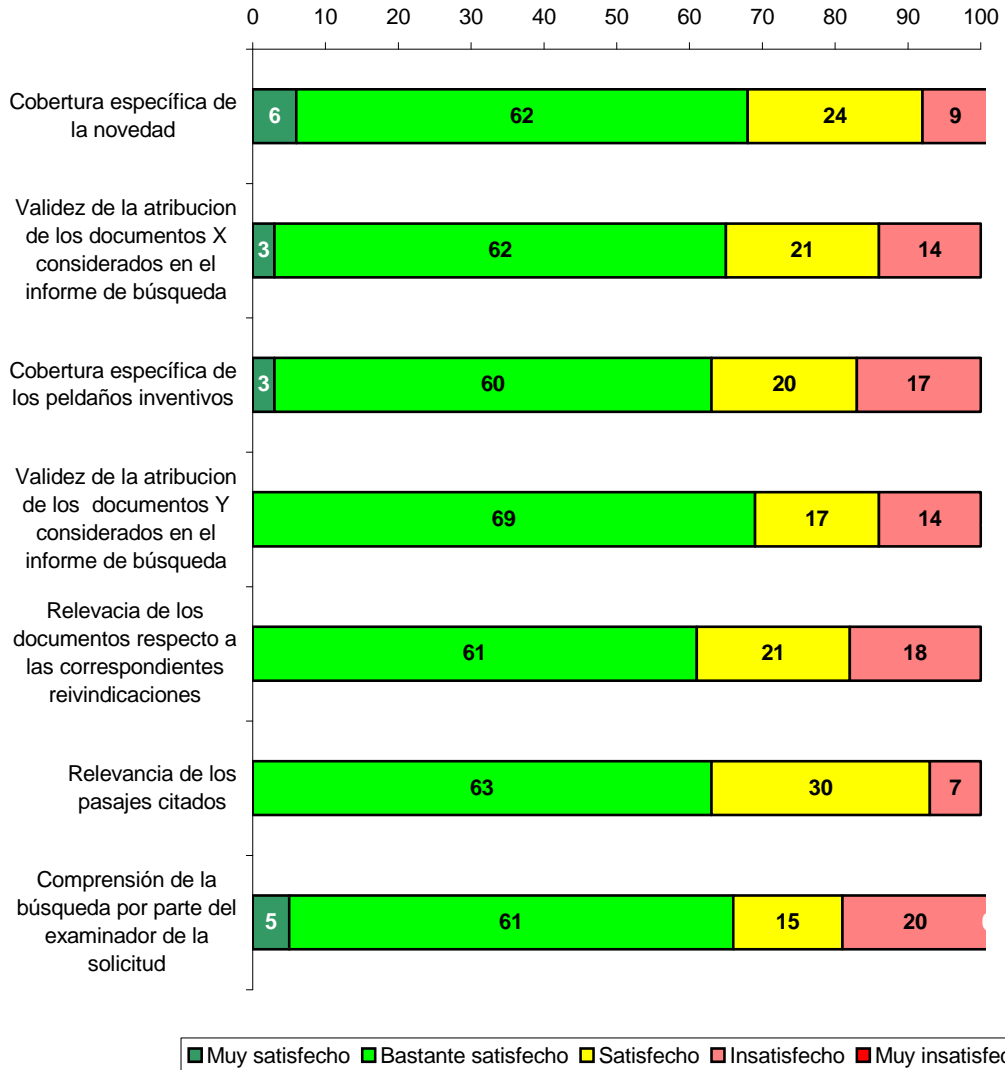 0 10 20 30 40 50 60 70 80 90 100
Cobertura específica de
la novedad
6 62 24 9
Validez de la atribucion
de los documentos X
considerados en el
informe de búsqueda
3 62 21 14
Cobertura específica de
los peldaños inventivos
3 60 20 17
Validez de la atribucion
de los documentos Y
considerados en el
informe de búsqueda
69 17 14
Relevacia de los
documentos respecto a
las correspondientes
reivindicaciones
61 21 18
Relevancia de los
pasajes citados
63 30 7
Comprensión de la
búsqueda por parte del
examinador de la
solicitud
5 61 15 20
Muy satisfecho Bastante satisfecho Satisfecho Insatisfecho Muy insatisfec